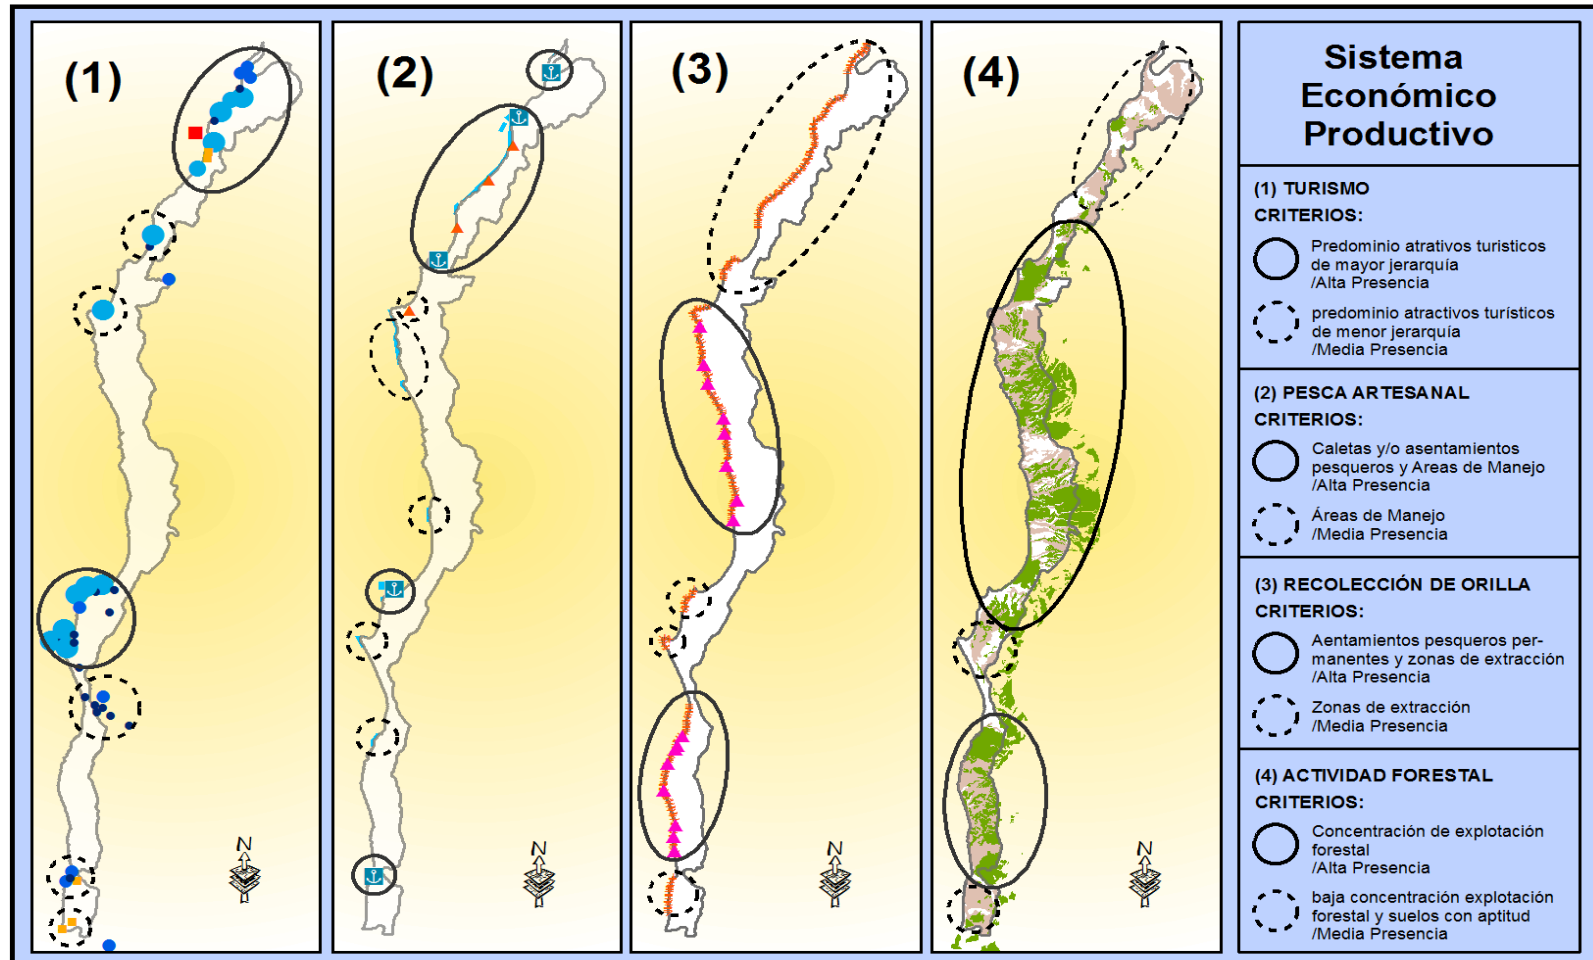 (1)
(2)
(3)
(4)
N
N
N
N
Sistema
Económico
Productivo
(1) TURISMO
CRITERIOS:
Predominio atrativos turisticos
de mayor jerarquía
/Alta Presencia
predominio atractivos turísticos
de menor jerarquía
/Media Presencia
(2) PESCA ARTESANAL
CRITERIOS:
Caletas y/o asentamientos
pesqueros y Areas de Manejo
/Alta Presencia
Áreas de Manejo
/Media Presencia
(3) RECOLECCIÓN DE ORILLA
CRITERIOS:
Aentamientos pesqueros per-
manentes y zonas de extracción
/Alta Presencia
Zonas de extracción
/Media Presencia
(4) ACTIVIDAD FORESTAL
CRITERIOS:
Concentración de explotación
forestal
/Alta Presencia
baja concentración explotación
forestal y suelos con aptitud
/Media Presencia